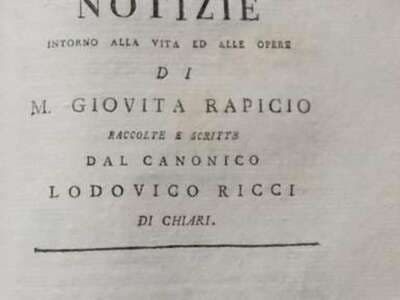 NOTIZIE
INTORNO ALLA VITA ED ALLE OPERE
DI
M. GIOVITA RAPICIO
RACCOLTE E SCRITTE
DAL CANONICO
LODOVICO RICCI
DI CHIARI.